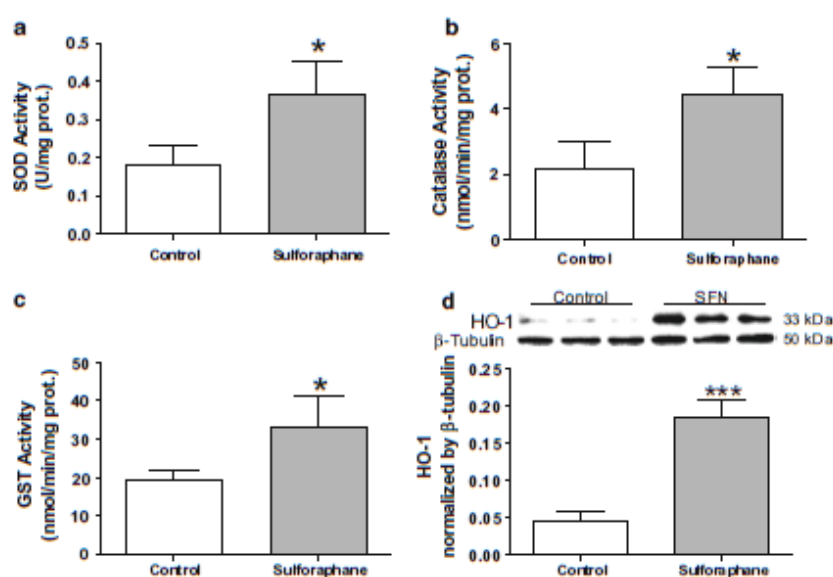 a
SOD Activity
(U/mg prot.)
0.5
0.4
0.3
0.2
0.1
0.0
*
Control
Sulforaphane
b
Catalase Activity
(nmol/min/mg prot.)
6
4
2
0
*
Control
Sulforaphane
c
GST Activity
(nmol/min/mg prot.)
50
40
30
20
10
0
*
Control
Sulforaphane
d
Control
SFN
HO-1
33 kDa
β-Tubulin
50 kDa
HO-1
normalized by β-tubulin
0.25
0.20
0.15
0.10
0.05
0.00
***
Control
Sulforaphane